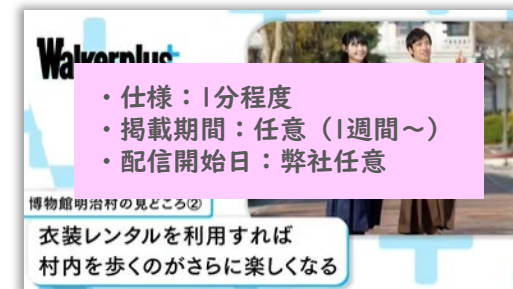 Walkerplus
・仕様：1分程度
・掲載期間：任意（1週間～）
・配信開始日：弊社任意
博物館明治村の見どころ②
衣装レンタルを利用すれば
村内を歩くのがさらに楽しくなる